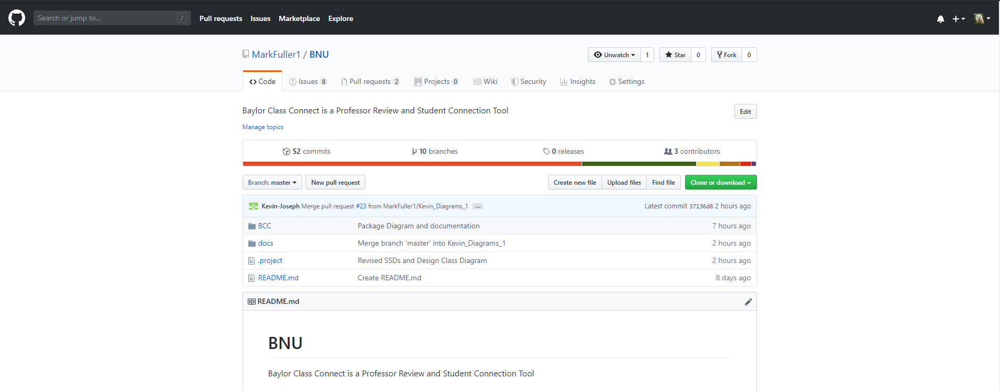 Search or jump to... / Pull requests Issues Marketplace Explore
MarkFuller1 / BNU Unwatch 1 Star 0 Fork 0
Code Issues 8 Pull requests 2 Projects 0 Wiki Security Insights Settings
Baylor Class Connect is a Professor Review and Student Connection Tool Edit
Manage topics
52 commits 10 branches 0 releases 3 contributors
Branch: master New pull request Create new file Upload files Find file Clone or download
Kevin-Joseph Merge pull request #23 from MarkFuller1/Kevin_Diagrams_1 ... Latest commit 37136d8 2 hours ago
BCC Package Diagram and documentation 7 hours ago
docs Merge branch 'master' into Kevin_Diagrams_1 2 hours ago
.project Revised SSDs and Design Class Diagram 2 hours ago
README.md Create README.md 8 days ago
README.md
BNU
Baylor Class Connect is a Professor Review and Student Connection Tool